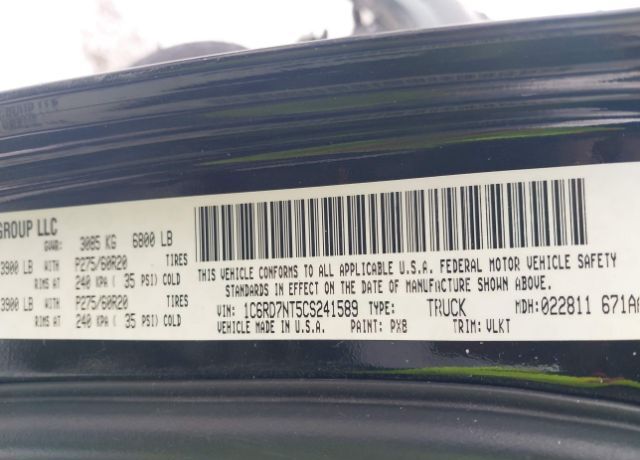 GROUP LLC
GVWR: 3085 KG 6800 LB
3900 LB WITH P275/60R20 TIRES
RIMS AT 240 KPA ( 35 PSI) COLD
3900 LB WITH P275/60R20 TIRES
RIMS AT 240 KPA ( 35 PSI) COLD
THIS VEHICLE CONFORMS TO ALL APPLICABLE U.S.A. FEDERAL MOTOR VEHICLE SAFETY
STANDARDS IN EFFECT ON THE DATE OF MANUFACTURE SHOWN ABOVE.
VIN: 1C6RD7NT5CS241589 TYPE: TRUCK MDH: 022811 671AA
VEHICLE MADE IN U.S.A. PAINT: PX8 TRIM: VLKT